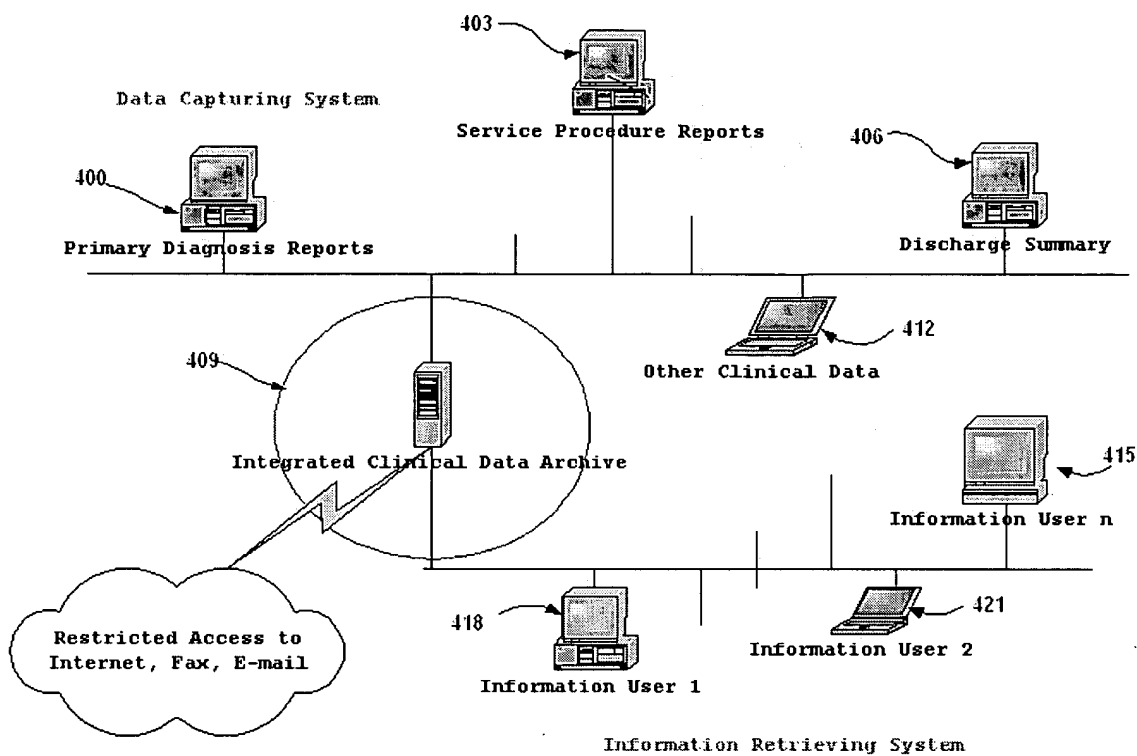 403
Data Capturing System
Service Procedure Reports
406
400
Primary Diagnosis Reports
Discharge Summary
412
409
Other Clinical Data
Integrated Clinical Data Archive
415
Information User n
418
421
Restricted Access to
Internet, Fax, E-mail
Information User 2
Information User 1
Information Retrieving System